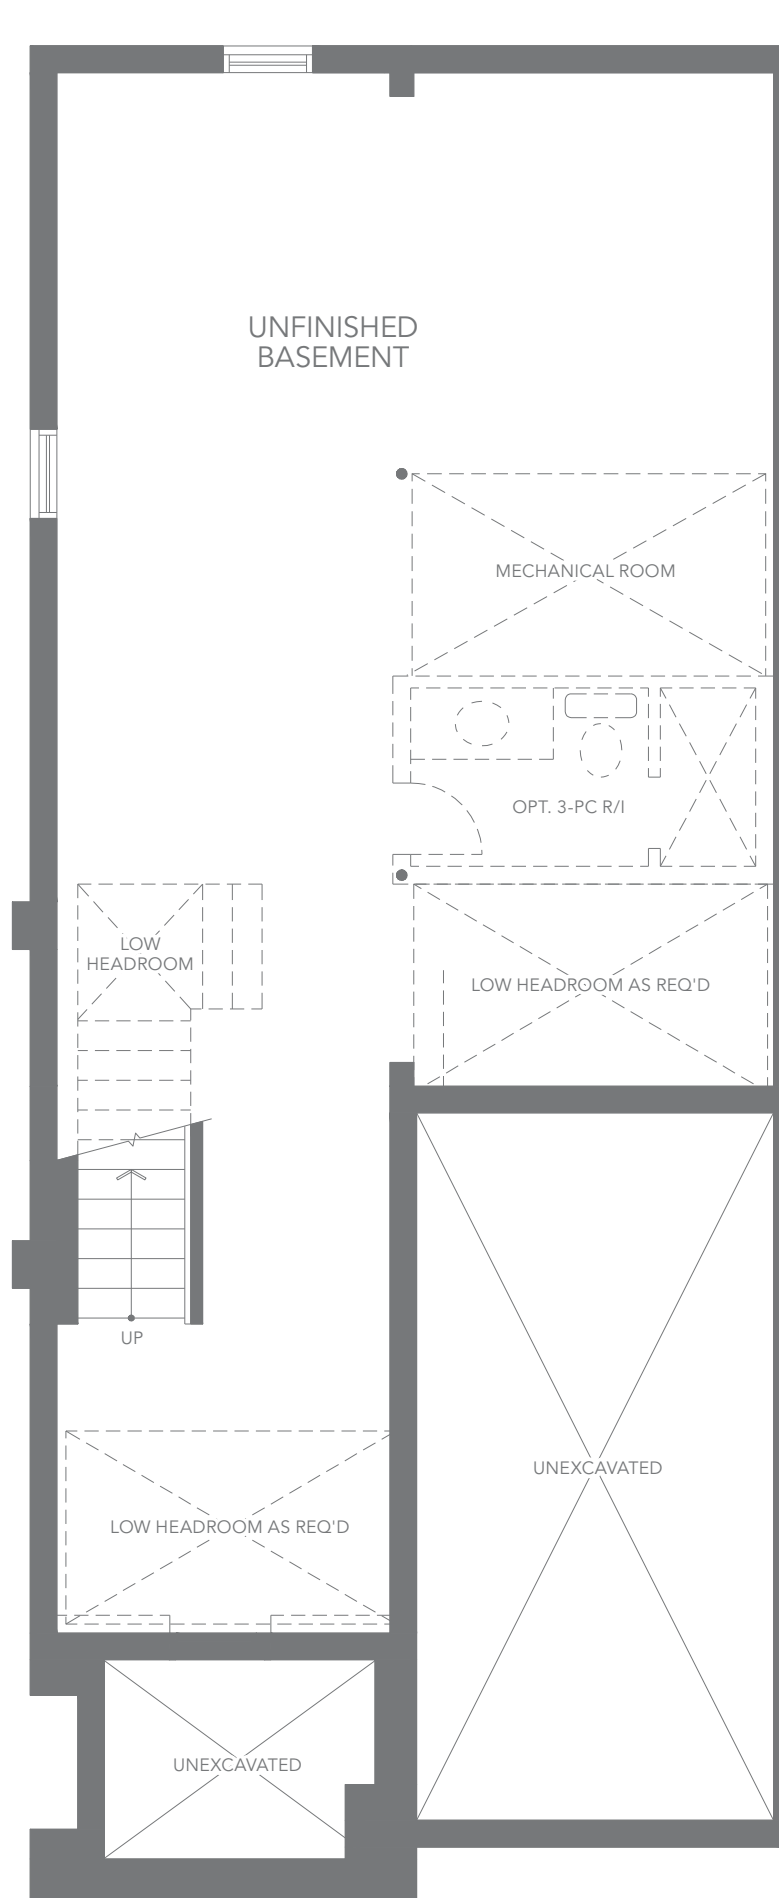 UNFINISHED
BASEMENT
MECHANICAL ROOM
OPT. 3-PC R/I
LOW
HEADROOM
LOW HEADROOM AS REQ'D
UP
UNEXCAVATED
LOW HEADROOM AS REQ'D
UNEXCAVATED